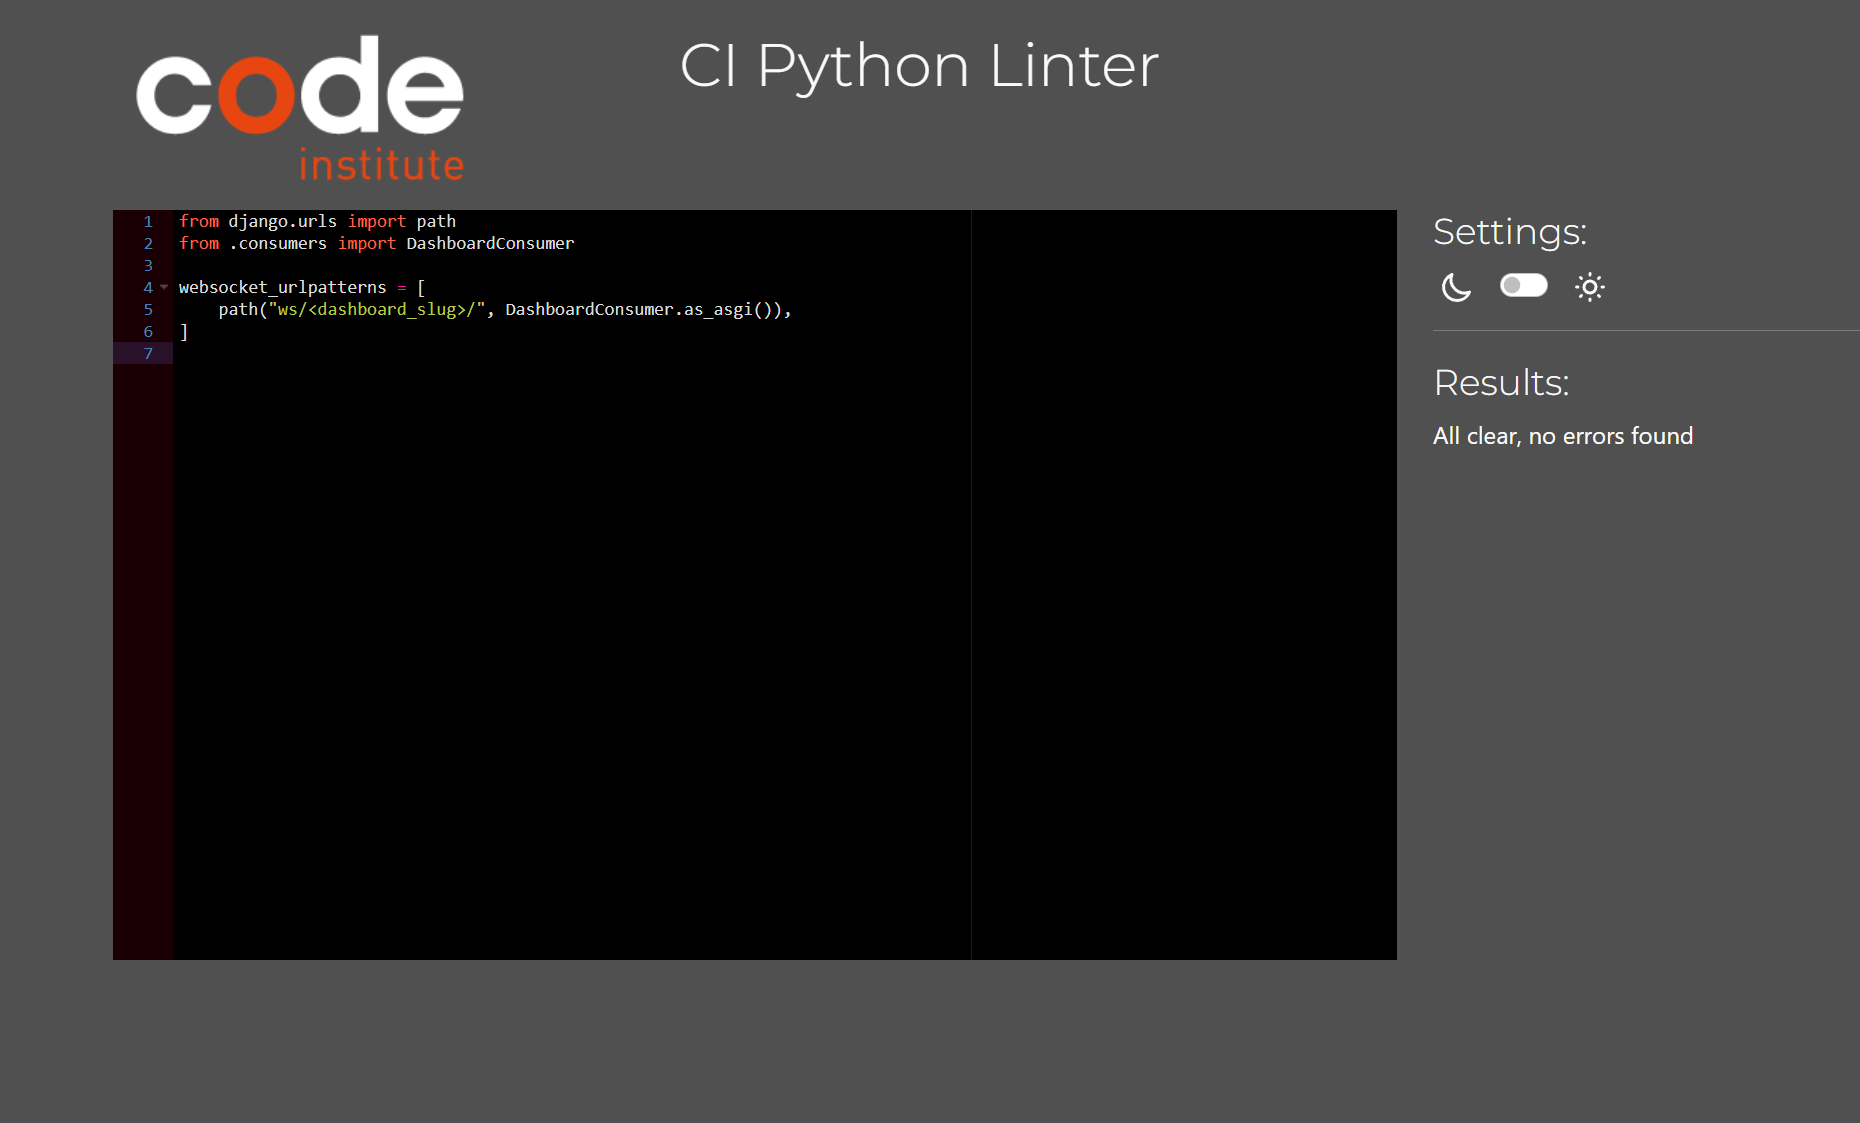 code
institute
CI Python Linter
1 from django.urls import path
2 from .consumers import DashboardConsumer
3
4 websocket_urlpatterns = [
5     path("ws/<dashboard_slug>/", DashboardConsumer.as_asgi()),
6 ]
7
Settings:
Results:
All clear, no errors found